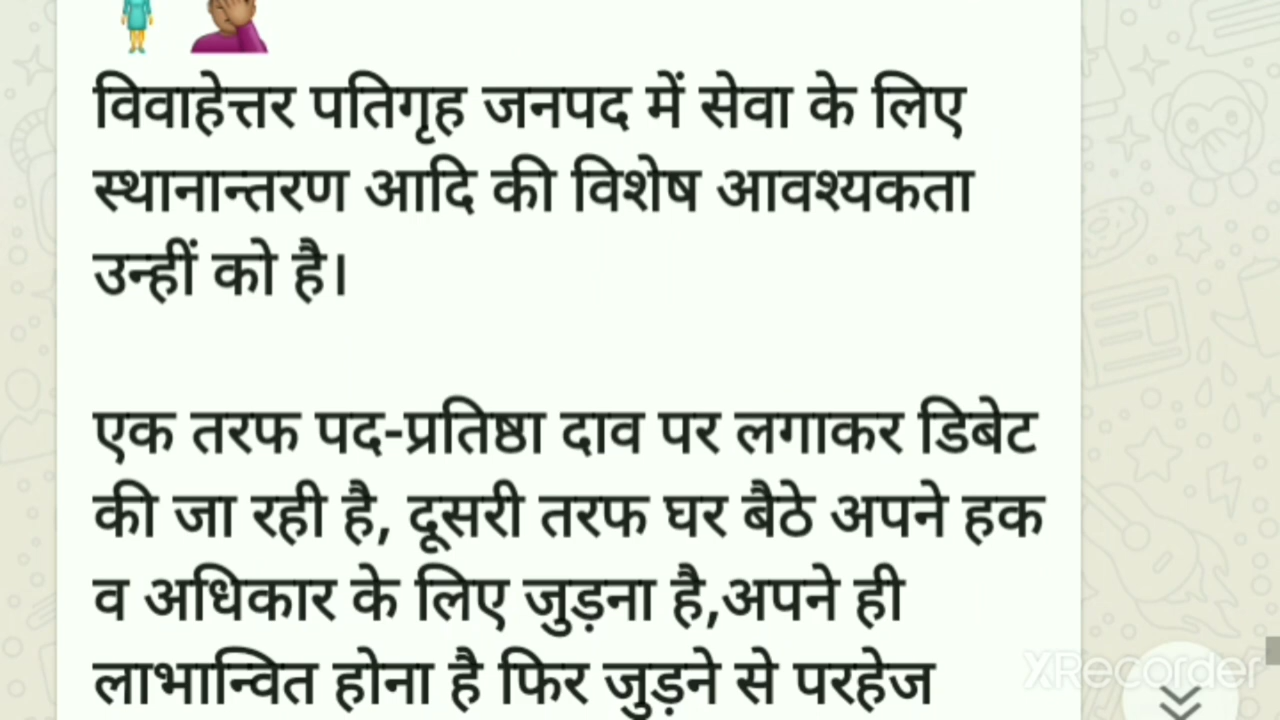 विवाहेत्तर पतिगृह जनपद में सेवा के लिए
स्थानान्तरण आदि की विशेष आवश्यकता
उन्हीं को है।
एक तरफ पद-प्रतिष्ठा दाव पर लगाकर डिबेट
की जा रही है, दूसरी तरफ घर बैठे अपने हक
व अधिकार के लिए जुड़ना है,अपने ही
लाभान्वित होना है फिर जुड़ने से परहेज
XRecorder